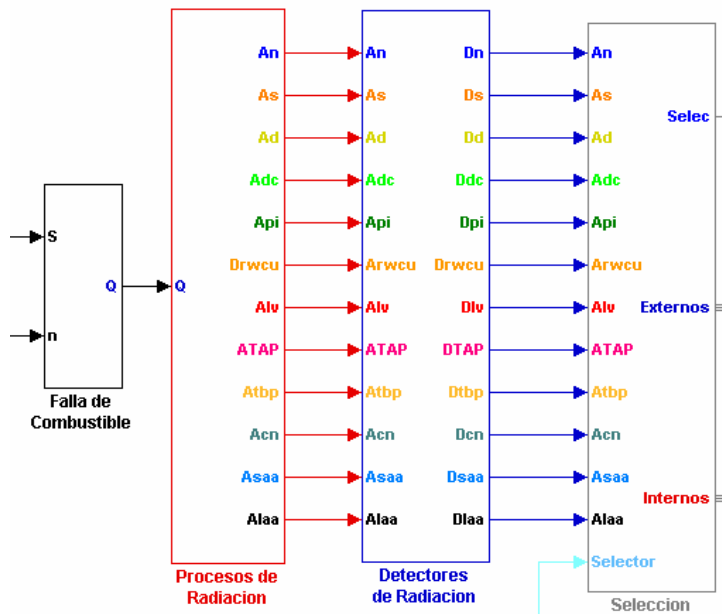 S
n
Q
Falla de
Combustible
Q
An
As
Ad
Adc
Api
Drwcu
Alv
ATAP
Atbp
Acn
Asaa
Alaa
Procesos de
Radiacion
An
As
Ad
Adc
Api
Arwcu
Alv
ATAP
Atbp
Acn
Asaa
Alaa
Dn
Ds
Dd
Ddc
Dpi
Drwcu
Dlv
DTAP
Dtbp
Dcn
Dsaa
Dlaa
Detectores
de Radiacion
An
As
Ad
Adc
Api
Arwcu
Alv
ATAP
Atbp
Acn
Asaa
Alaa
Selector
Selec
Externos
Internos
Seleccion